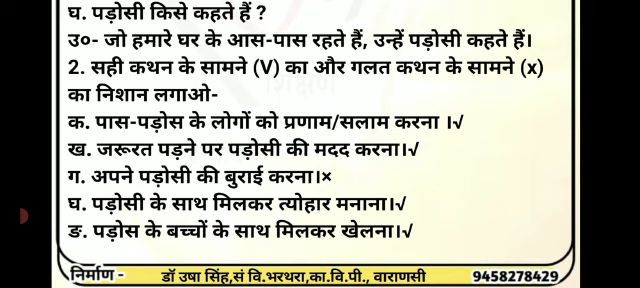 घ. पड़ोसी किसे कहते हैं ?
उ०- जो हमारे घर के आस-पास रहते हैं, उन्हें पड़ोसी कहते हैं।
2. सही कथन के सामने (V) का और गलत कथन के सामने (x)
का निशान लगाओ-
क. पास-पड़ोस के लोगों को प्रणाम/सलाम करना ।√
ख. जरूरत पड़ने पर पड़ोसी की मदद करना।√
ग. अपने पड़ोसी की बुराई करना।×
घ. पड़ोसी के साथ मिलकर त्योहार मनाना।√
ङ. पड़ोस के बच्चों के साथ मिलकर खेलना।√
निर्माण - डॉ उषा सिंह,सं वि.भरथरा,का.वि.पी., वाराणसी 9458278429